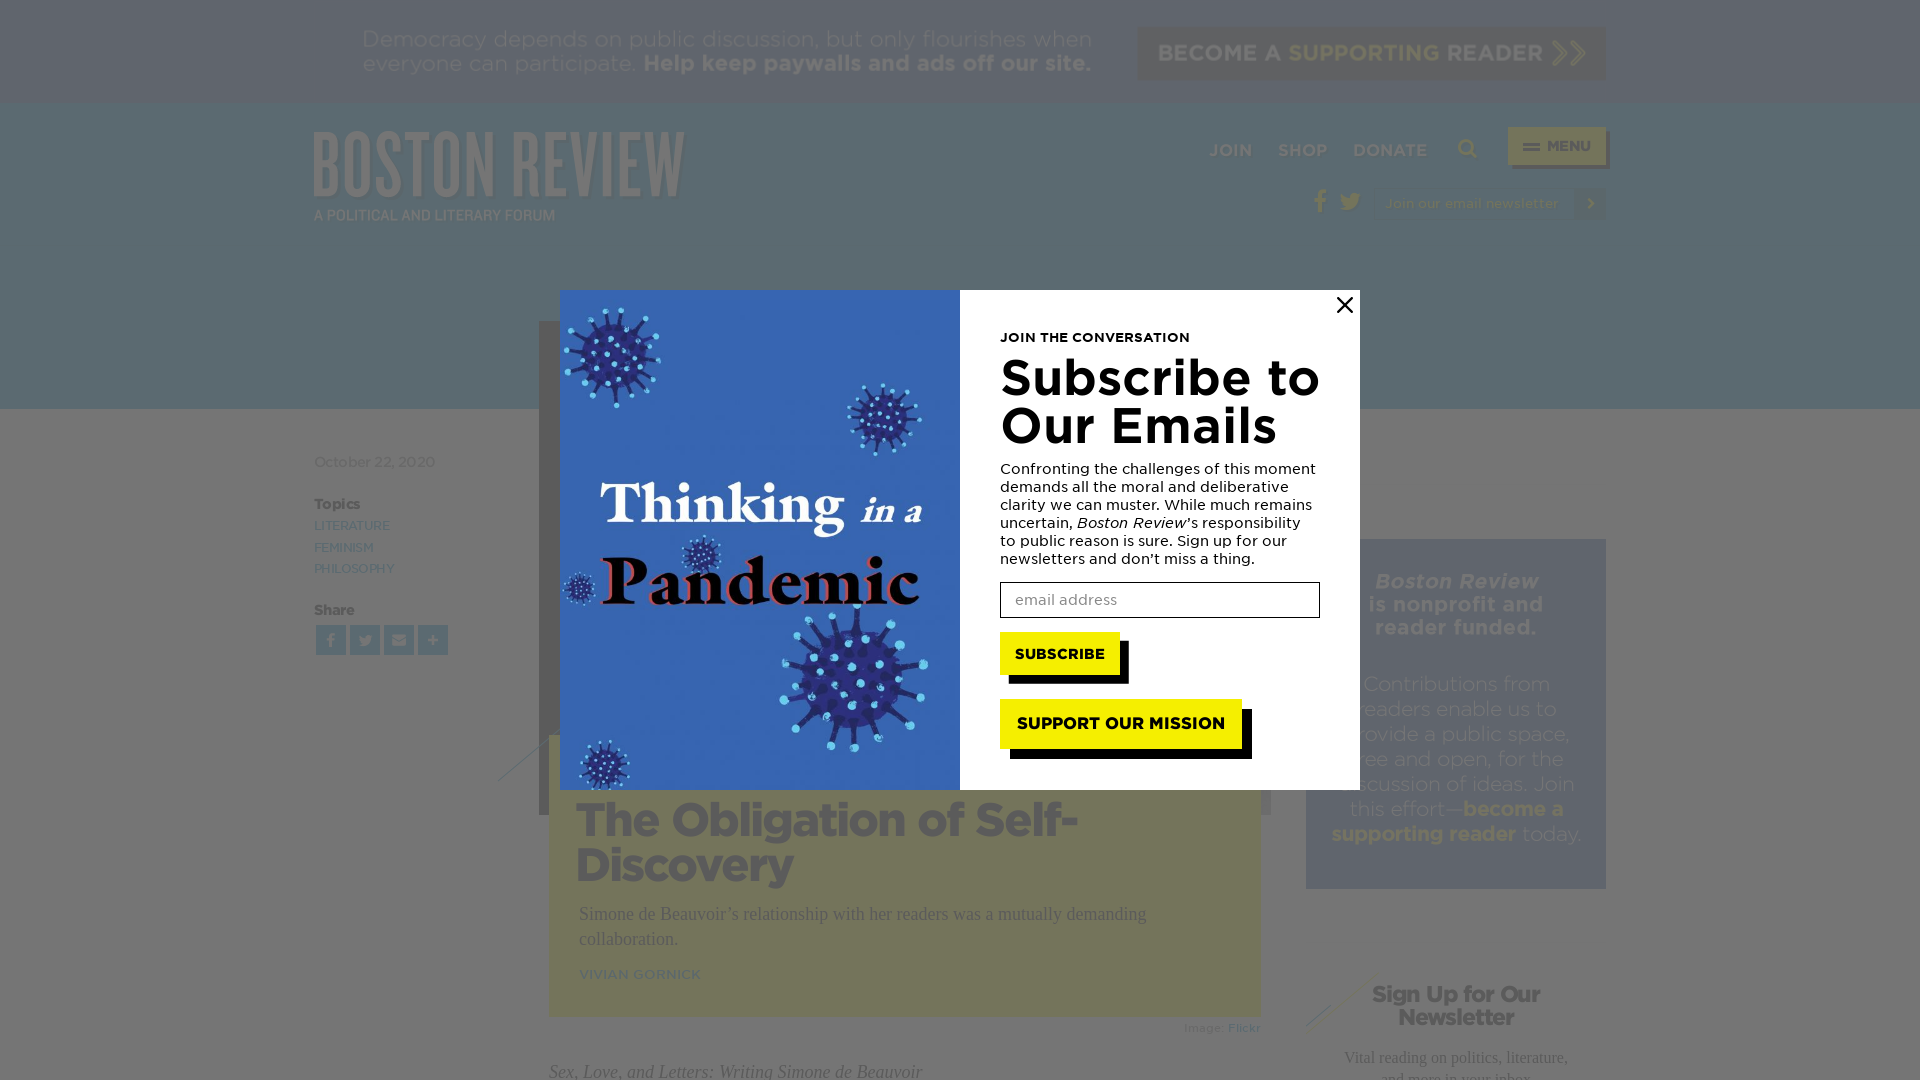 Democracy depends on public discussion, but only flourishes when
everyone can participate. Help keep paywalls and ads off our site.
BECOME A SUPPORTING READER
BOSTON REVIEW
A POLITICAL AND LITERARY FORUM
JOIN
SHOP
DONATE
MENU
Join our email newsletter
October 22, 2020
Topics
LITERATURE
FEMINISM
PHILOSOPHY
Share
Thinking in a
Pandemic
JOIN THE CONVERSATION
Subscribe to
Our Emails
Confronting the challenges of this moment
demands all the moral and deliberative
clarity we can muster. While much remains
uncertain, Boston Review’s responsibility
to public reason is sure. Sign up for our
newsletters and don’t miss a thing.
email address
SUBSCRIBE
SUPPORT OUR MISSION
The Obligation of Self-
Discovery
Simone de Beauvoir’s relationship with her readers was a mutually demanding
collaboration.
VIVIAN GORNICK
Image: Flickr
Sex, Love, and Letters: Writing Simone de Beauvoir
Boston Review
is nonprofit and
reader funded.
Contributions from
readers enable us to
provide a public space,
free and open, for the
discussion of ideas. Join
this effort—become a
supporting reader today.
Sign Up for Our
Newsletter
Vital reading on politics, literature,
and more in your inbox